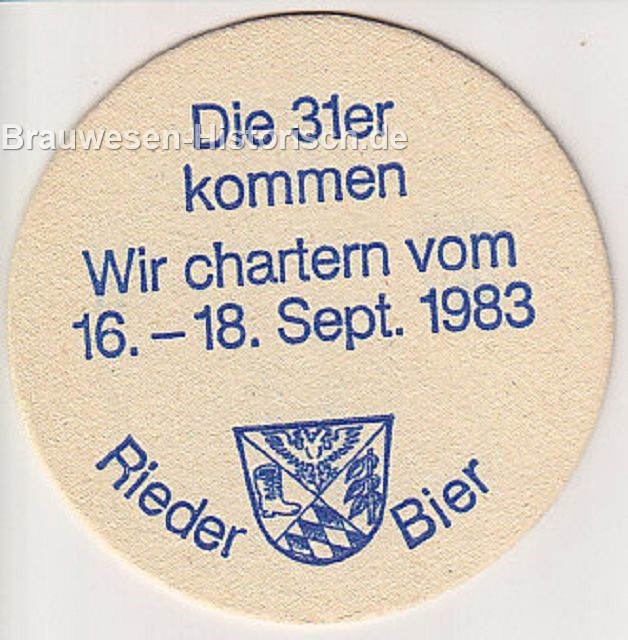 Die 31er
Brauwesen-Historisch.de
kommen
Wir chartern vom
16. – 18. Sept. 1983
Rieder Bier